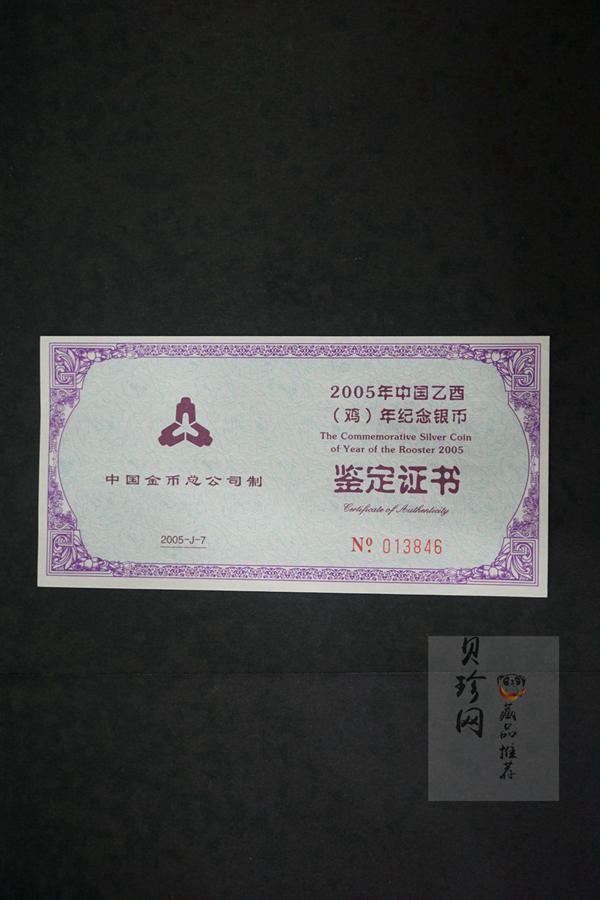 中国金币总公司制
2005-J-7
2005年中国乙酉
（鸡）年纪念银币
The Commemorative Silver Coin
of Year of the Rooster 2005
鉴定证书
Certificate of Authenticity
Nº 013846
贝珍网
藏品推荐